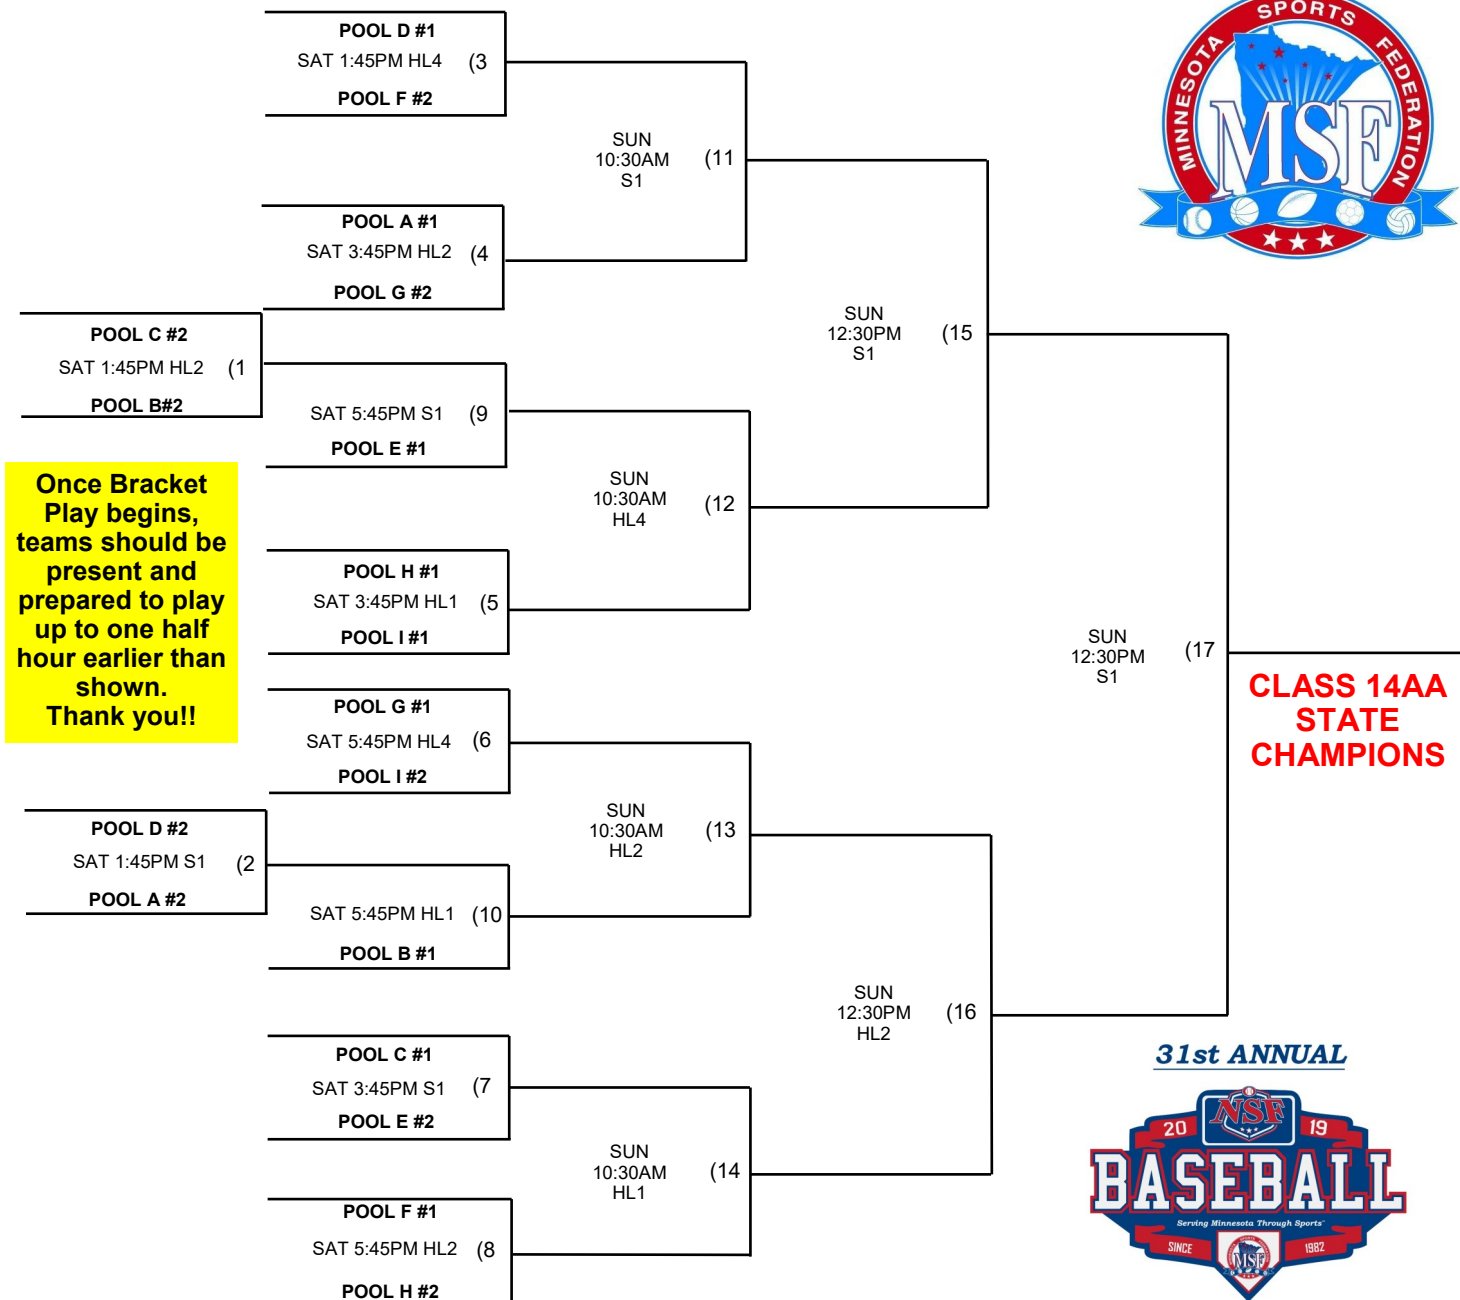 POOL D #1
SAT 1:45PM HL4 (3
POOL F #2
SUN
10:30AM (11
S1
POOL A #1
SAT 3:45PM HL2 (4
POOL G #2
MINNESOTA SPORTS FEDERATION
MSF
POOL C #2
SAT 1:45PM HL2 (1
POOL B#2
SAT 5:45PM S1 (9
POOL E #1
SUN
12:30PM (15
S1
Once Bracket
Play begins,
teams should be
present and
prepared to play
up to one half
hour earlier than
shown.
Thank you!!
SUN
10:30AM (12
HL4
POOL H #1
SAT 3:45PM HL1 (5
POOL I #1
SUN
12:30PM (17
S1
CLASS 14AA
STATE
CHAMPIONS
POOL G #1
SAT 5:45PM HL4 (6
POOL I #2
SUN
10:30AM (13
HL2
POOL D #2
SAT 1:45PM S1 (2
POOL A #2
SAT 5:45PM HL1 (10
POOL B #1
SUN
12:30PM (16
HL2
POOL C #1
SAT 3:45PM S1 (7
POOL E #2
SUN
10:30AM (14
HL1
POOL F #1
SAT 5:45PM HL2 (8
POOL H #2
31st ANNUAL
NSF
20 19
BASEBALL
Serving Minnesota Through Sports"
SINCE 1982
MSF